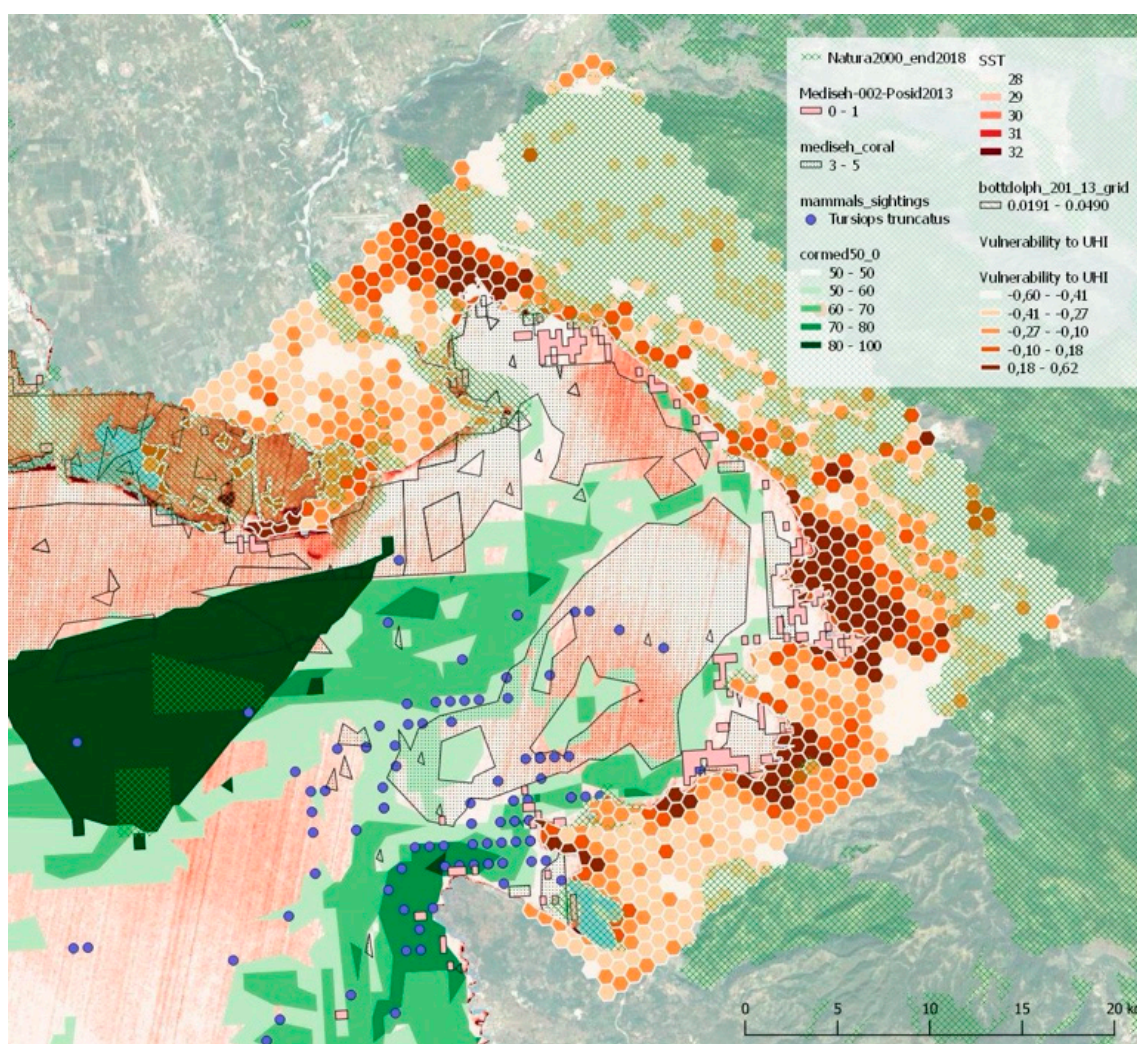 Natura2000_end2018
Mediseh-002-Posid2013
0 - 1
mediseh_coral
3 - 5
mammals_sightings
Tursiops truncatus
cormed50_0
50 - 50
50 - 60
60 - 70
70 - 80
80 - 100
SST
28
29
30
31
32
bottdolph_201_13_grid
0.0191 - 0.0490
Vulnerability to UHI
Vulnerability to UHI
-0,60 - -0,41
-0,41 - -0,27
-0,27 - -0,10
-0,10 - 0,18
0,18 - 0,62
0 5 10 15 20